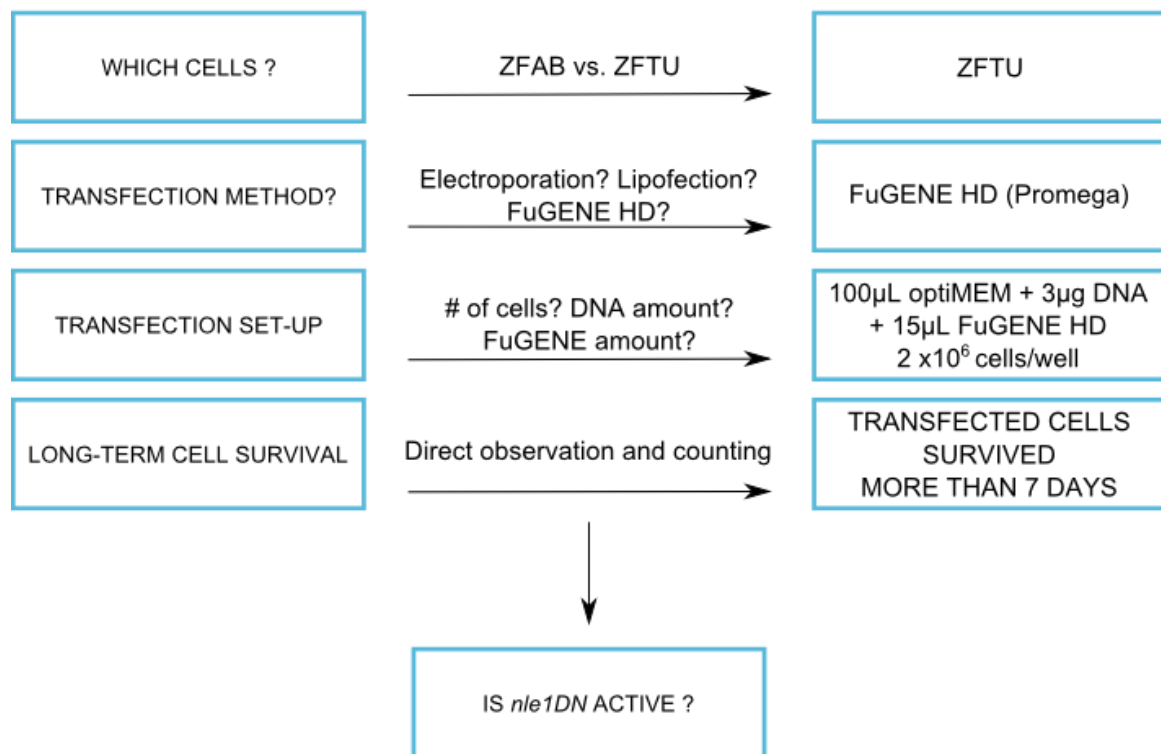 WHICH CELLS ?
ZFAB vs. ZFTU
ZFTU
TRANSFECTION METHOD?
Electroporation? Lipofection?
FuGENE HD?
FuGENE HD (Promega)
TRANSFECTION SET-UP
# of cells? DNA amount?
FuGENE amount?
100µL optiMEM + 3µg DNA
+ 15µL FuGENE HD
2 x10⁶ cells/well
LONG-TERM CELL SURVIVAL
Direct observation and counting
TRANSFECTED CELLS
SURVIVED
MORE THAN 7 DAYS
IS nle1DN ACTIVE ?